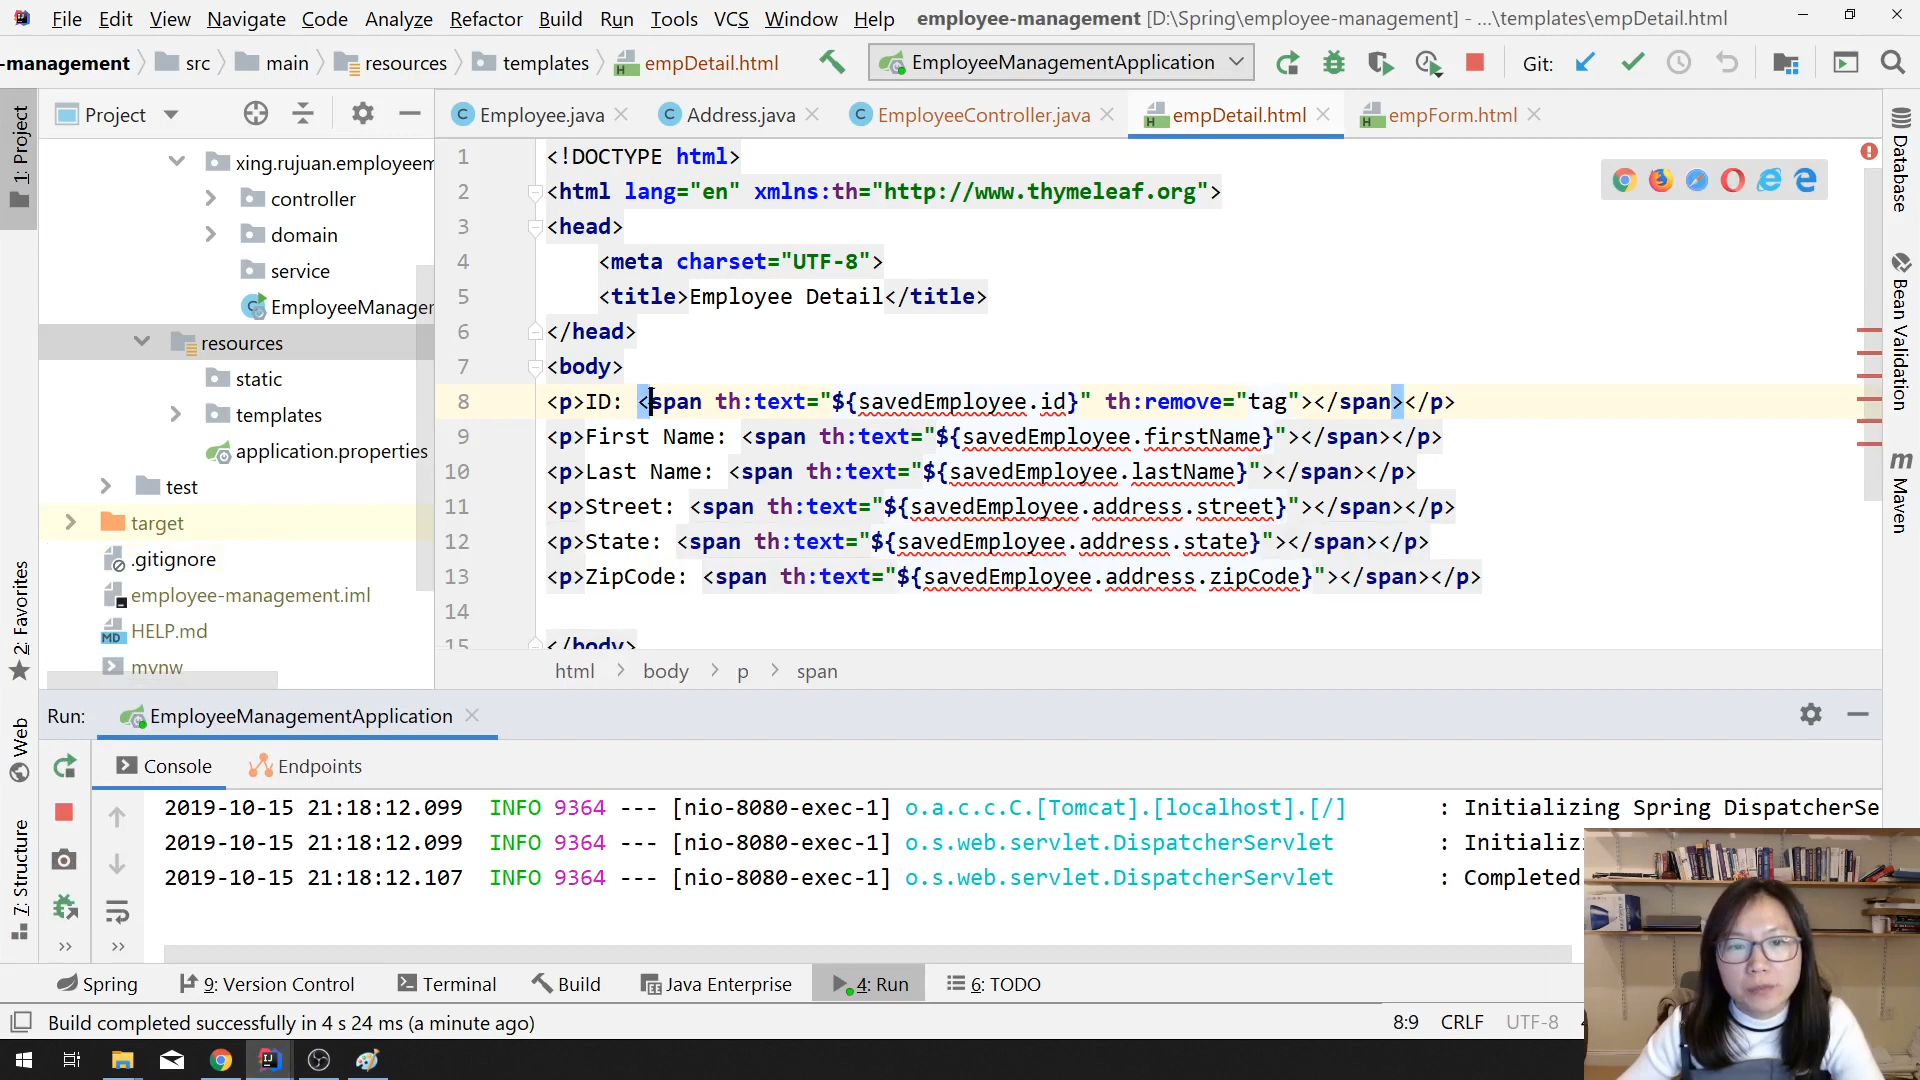 File Edit View Navigate Code Analyze Refactor Build Run Tools VCS Window Help employee-management [D:\Spring\employee-management] - ...\templates\empDetail.html
-management src main resources templates empDetail.html EmployeeManagementApplication Git:
Project Employee.java Address.java EmployeeController.java empDetail.html empForm.html
1: Project
2: Favorites
Web
7: Structure
xing.rujuan.employeem
controller
domain
service
EmployeeManager
resources
static
templates
application.properties
test
target
.gitignore
employee-management.iml
HELP.md
mvnw
1 <!DOCTYPE html>
2 <html lang="en" xmlns:th="http://www.thymeleaf.org">
3 <head>
4 <meta charset="UTF-8">
5 <title>Employee Detail</title>
6 </head>
7 <body>
8 <p>ID: <span th:text="${savedEmployee.id}" th:remove="tag"></span></p>
9 <p>First Name: <span th:text="${savedEmployee.firstName}"></span></p>
10 <p>Last Name: <span th:text="${savedEmployee.lastName}"></span></p>
11 <p>Street: <span th:text="${savedEmployee.address.street}"></span></p>
12 <p>State: <span th:text="${savedEmployee.address.state}"></span></p>
13 <p>ZipCode: <span th:text="${savedEmployee.address.zipCode}"></span></p>
14
15 </body>
html body p span
Database
Bean Validation
Maven
Run: EmployeeManagementApplication
Console Endpoints
2019-10-15 21:18:12.099 INFO 9364 --- [nio-8080-exec-1] o.a.c.c.C.[Tomcat].[localhost].[/] : Initializing Spring DispatcherSe
2019-10-15 21:18:12.099 INFO 9364 --- [nio-8080-exec-1] o.s.web.servlet.DispatcherServlet : Initializ
2019-10-15 21:18:12.107 INFO 9364 --- [nio-8080-exec-1] o.s.web.servlet.DispatcherServlet : Completed
Spring 9: Version Control Terminal Build Java Enterprise 4: Run 6: TODO
Build completed successfully in 4 s 24 ms (a minute ago) 8:9 CRLF UTF-8